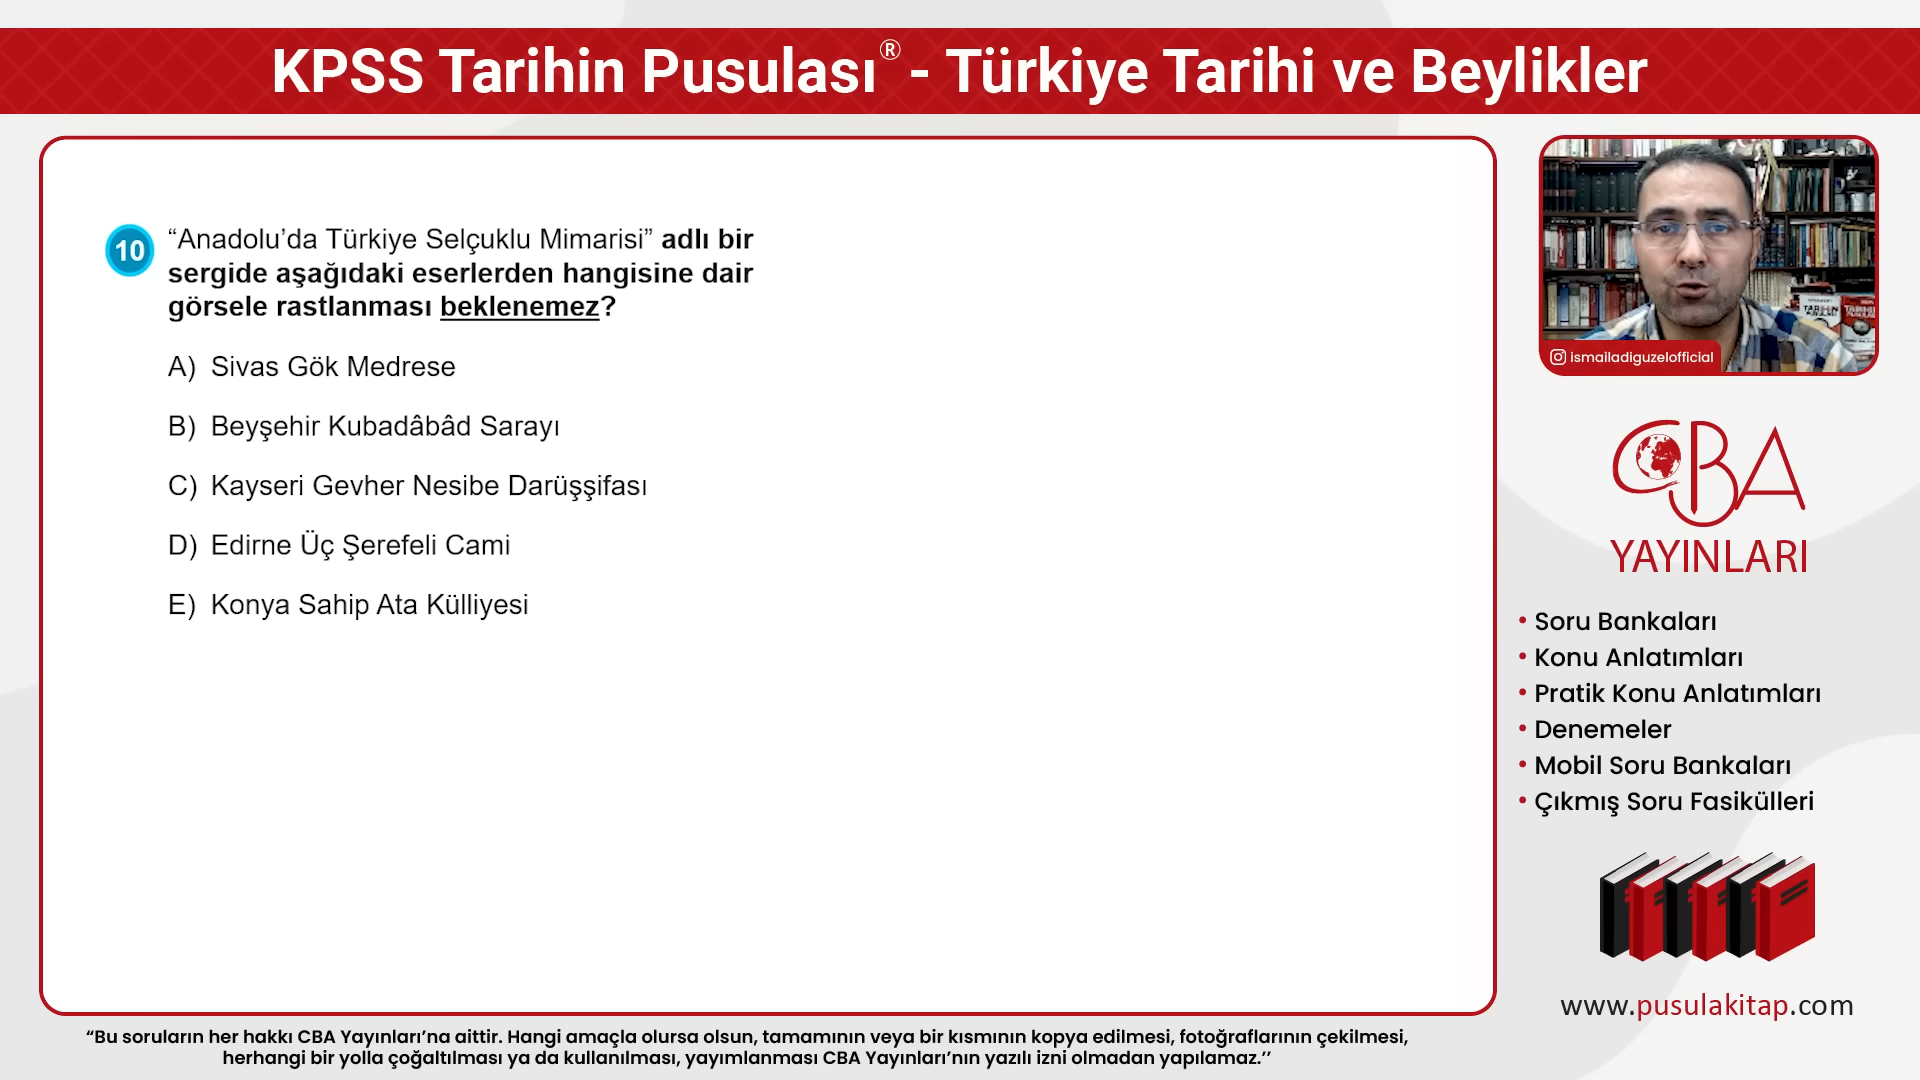 KPSS Tarihin Pusulası® - Türkiye Tarihi ve Beylikler
10 “Anadolu’da Türkiye Selçuklu Mimarisi” adlı bir
sergide aşağıdaki eserlerden hangisine dair
görsele rastlanması beklenemez?
A) Sivas Gök Medrese
B) Beyşehir Kubadâbâd Sarayı
C) Kayseri Gevher Nesibe Darüşşifası
D) Edirne Üç Şerefeli Cami
E) Konya Sahip Ata Külliyesi
ismailadiguzelofficial
CBA
YAYINLARI
• Soru Bankaları
• Konu Anlatımları
• Pratik Konu Anlatımları
• Denemeler
• Mobil Soru Bankaları
• Çıkmış Soru Fasikülleri
www.pusulakitap.com
“Bu soruların her hakkı CBA Yayınları’na aittir. Hangi amaçla olursa olsun, tamamının veya bir kısmının kopya edilmesi, fotoğraflarının çekilmesi,
herhangi bir yolla çoğaltılması ya da kullanılması, yayımlanması CBA Yayınları’nın yazılı izni olmadan yapılamaz.’’